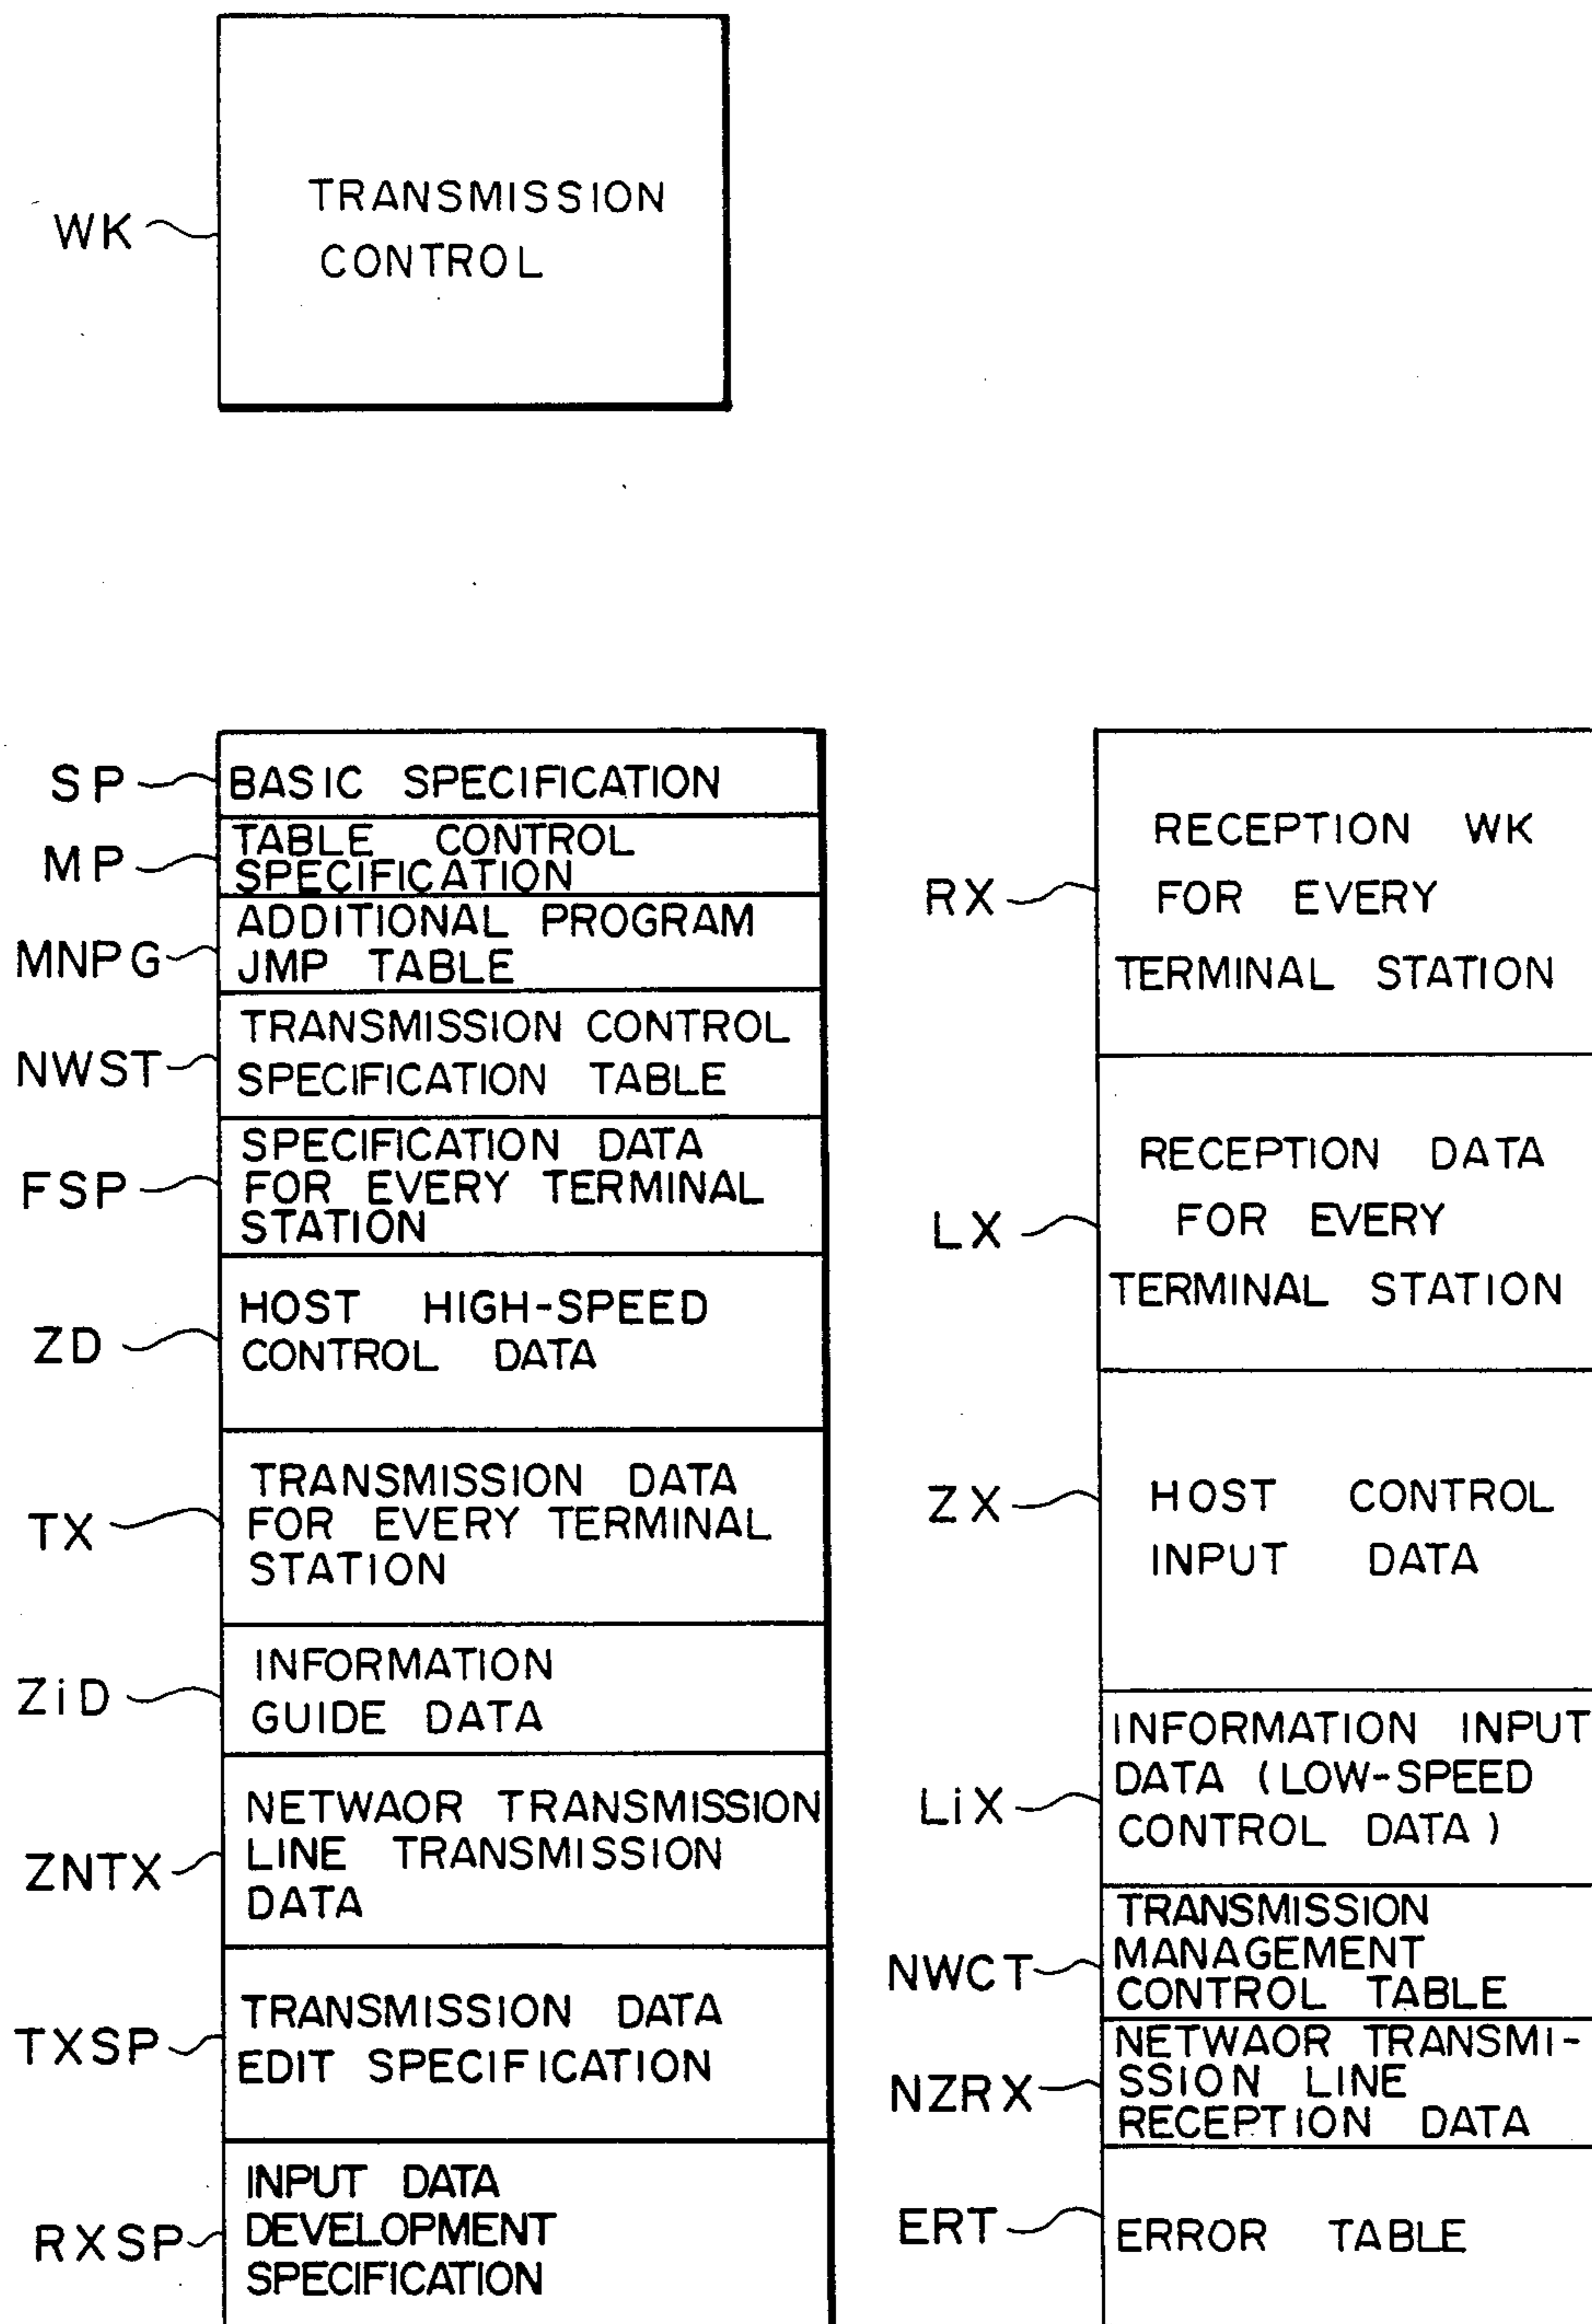 WK
TRANSMISSION
CONTROL
SP
BASIC SPECIFICATION
MP
TABLE CONTROL
SPECIFICATION
MNPG
ADDITIONAL PROGRAM
JMP TABLE
NWST
TRANSMISSION CONTROL
SPECIFICATION TABLE
FSP
SPECIFICATION DATA
FOR EVERY TERMINAL
STATION
ZD
HOST HIGH-SPEED
CONTROL DATA
TX
TRANSMISSION DATA
FOR EVERY TERMINAL
STATION
ZiD
INFORMATION
GUIDE DATA
ZNTX
NETWAOR TRANSMISSION
LINE TRANSMISSION
DATA
TXSP
TRANSMISSION DATA
EDIT SPECIFICATION
RXSP
INPUT DATA
DEVELOPMENT
SPECIFICATION
RX
RECEPTION WK
FOR EVERY
TERMINAL STATION
LX
RECEPTION DATA
FOR EVERY
TERMINAL STATION
ZX
HOST CONTROL
INPUT DATA
LiX
INFORMATION INPUT
DATA (LOW-SPEED
CONTROL DATA)
NWCT
TRANSMISSION
MANAGEMENT
CONTROL TABLE
NZRX
NETWAOR TRANSMI-
SSION LINE
RECEPTION DATA
ERT
ERROR TABLE